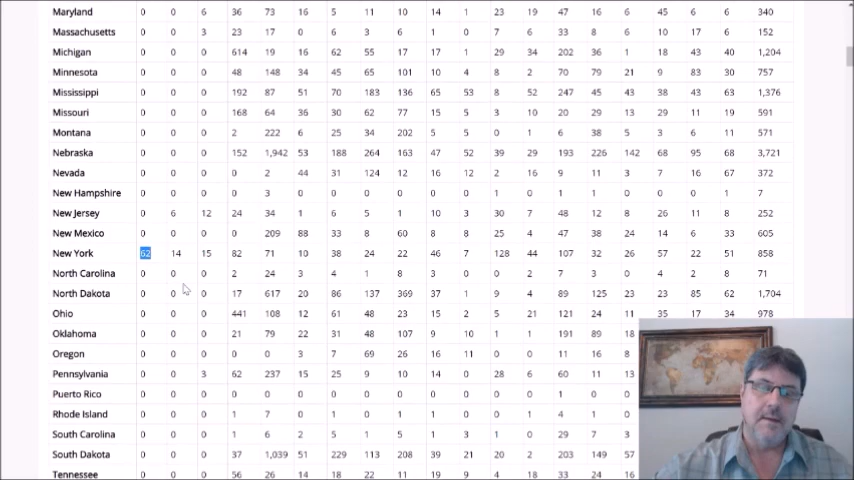 Maryland 0 0 6 36 73 16 5 11 10 14 1 23 19 47 16 6 45 6 6 340
Massachusetts 0 0 3 23 17 0 6 3 6 1 0 7 6 33 8 6 10 17 6 152
Michigan 0 0 0 614 19 16 62 55 17 17 1 29 34 202 36 1 18 43 40 1,204
Minnesota 0 0 0 48 148 34 45 65 101 10 4 8 2 70 79 21 9 83 30 757
Mississippi 0 0 0 192 87 51 70 183 136 65 53 8 52 247 45 43 38 43 63 1,376
Missouri 0 0 0 168 64 36 30 62 77 15 5 3 10 20 29 13 29 11 19 591
Montana 0 0 0 2 222 6 25 34 202 5 5 0 1 6 38 5 3 6 11 571
Nebraska 0 0 0 152 1,942 53 188 264 163 47 52 39 29 193 226 142 68 95 68 3,721
Nevada 0 0 0 0 2 44 31 124 12 16 12 2 16 9 11 3 7 16 67 372
New Hampshire 0 0 0 0 3 0 0 0 0 0 0 1 0 1 1 0 0 0 1 7
New Jersey 0 6 12 24 34 1 6 5 1 10 3 30 7 48 12 8 26 11 8 252
New Mexico 0 0 0 0 209 88 33 8 60 8 8 25 4 47 38 24 14 6 33 605
New York 62 14 15 82 71 10 38 24 22 46 7 128 44 107 32 26 57 22 51 858
North Carolina 0 0 0 2 24 3 4 1 8 3 0 0 2 7 3 0 4 2 8 71
North Dakota 0 0 0 17 617 20 86 137 369 37 1 9 4 89 125 23 23 85 62 1,704
Ohio 0 0 0 441 108 12 61 48 23 15 2 5 21 121 24 11 35 17 34 978
Oklahoma 0 0 0 21 79 22 31 48 107 9 10 1 1 191 89 18
Oregon 0 0 0 0 0 3 7 69 26 16 11 0 0 11 16 8
Pennsylvania 0 0 3 62 237 15 25 9 10 14 0 28 6 60 11 13
Puerto Rico 0 0 0 0 0 0 0 0 0 0 0 0 0 1 0 0
Rhode Island 0 0 0 1 7 0 1 0 1 1 0 0 1 4 1 0
South Carolina 0 0 0 1 6 2 5 1 5 1 3 1 0 29 7 3
South Dakota 0 0 0 37 1,039 51 229 113 208 39 21 20 2 203 149 57
Tennessee 0 0 0 56 26 14 18 22 11 19 9 4 18 33 24 16